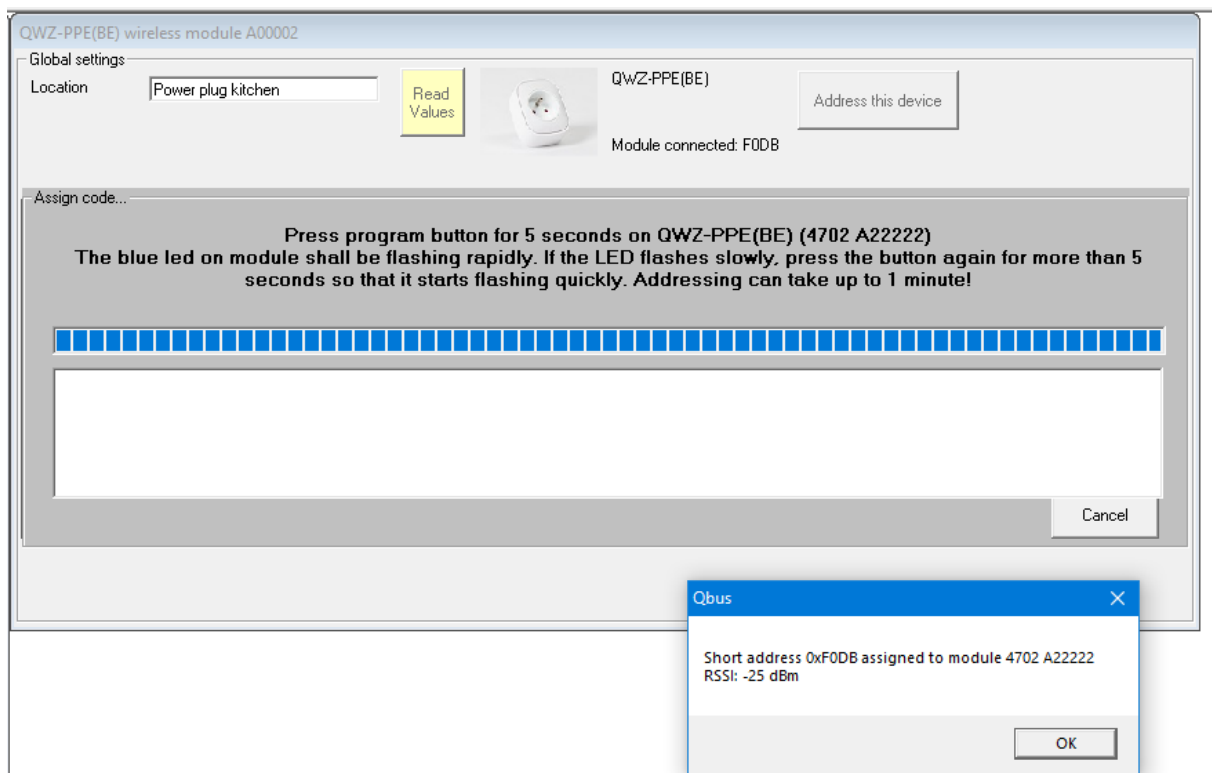 QWZ-PPE(BE) wireless module A00002
Global settings
Location
Power plug kitchen
Read
Values
QWZ-PPE(BE)
Address this device
Module connected: F0DB
Assign code...
Press program button for 5 seconds on QWZ-PPE(BE) (4702 A22222)
The blue led on module shall be flashing rapidly. If the LED flashes slowly, press the button again for more than 5
seconds so that it starts flashing quickly. Addressing can take up to 1 minute!
Cancel
Qbus
Short address 0xF0DB assigned to module 4702 A22222
RSSI: -25 dBm
OK